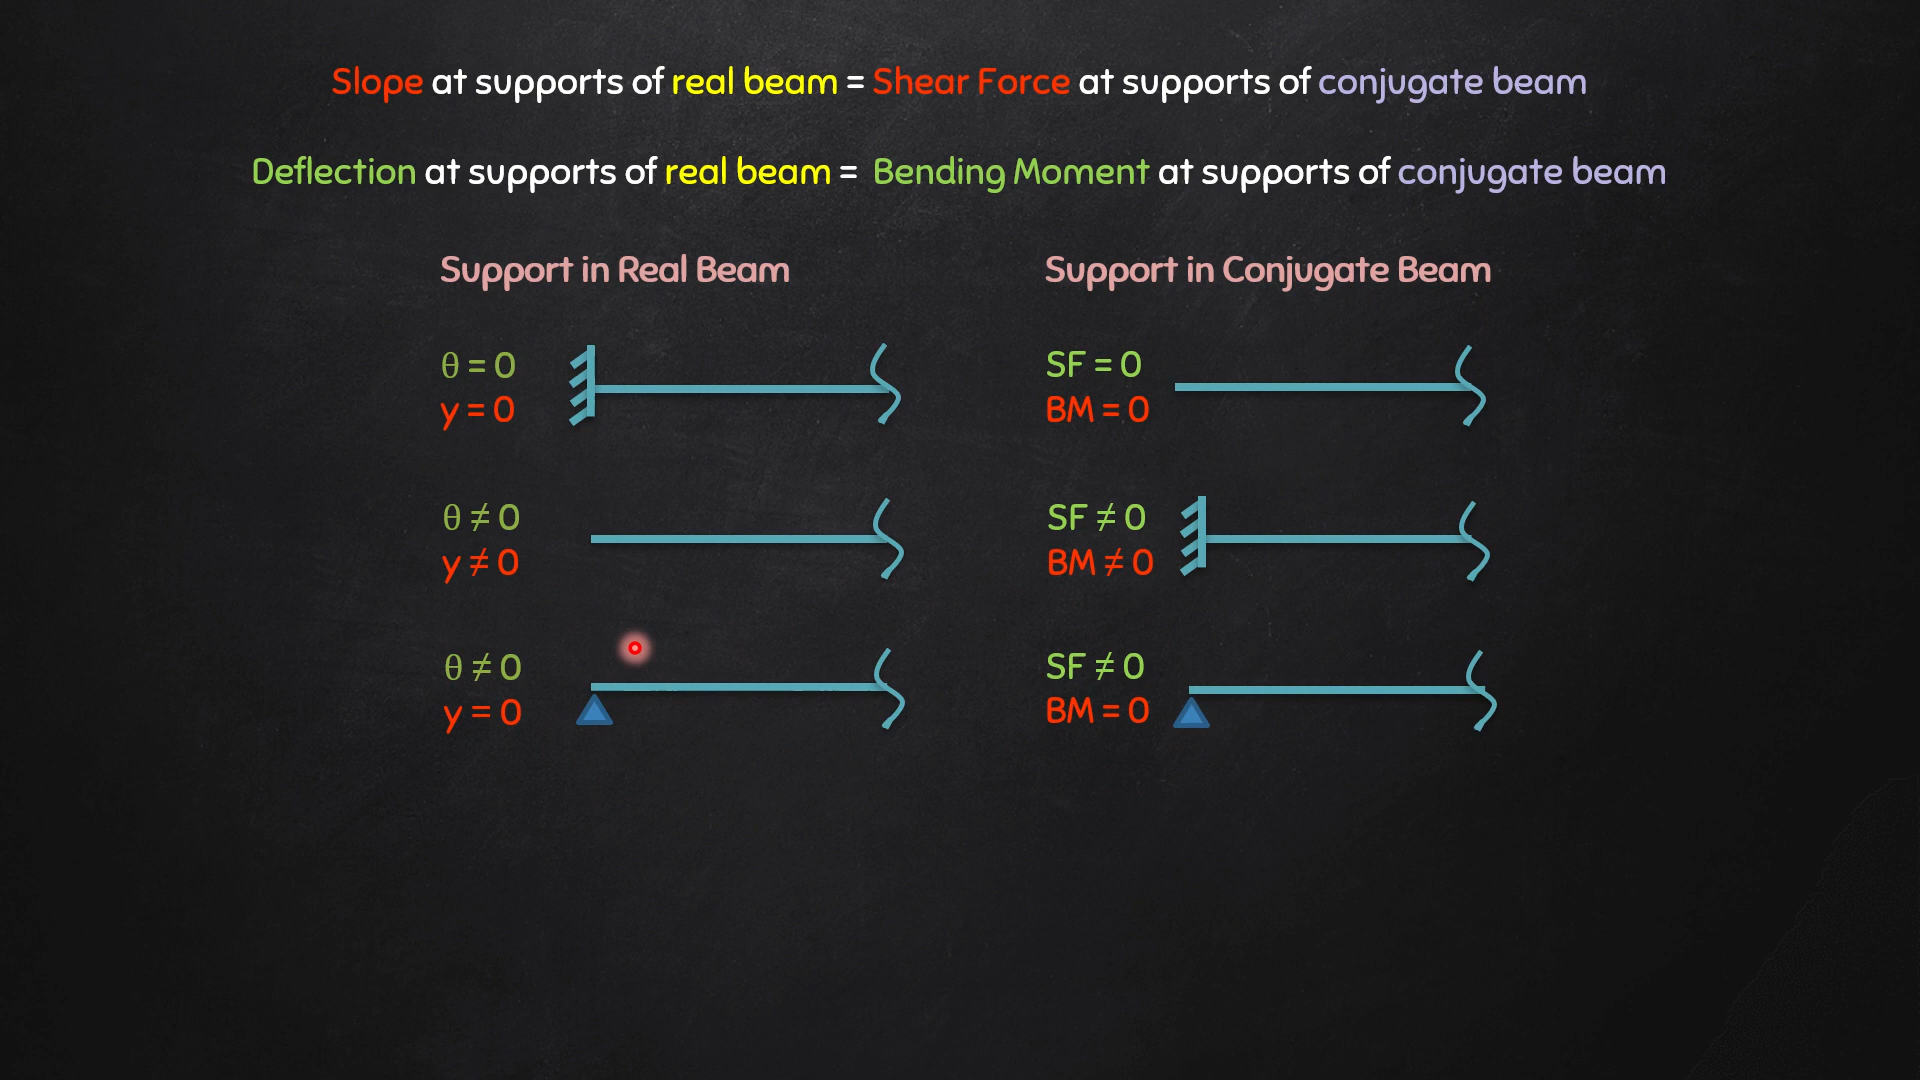 Slope at supports of real beam = Shear Force at supports of conjugate beam
Deflection at supports of real beam = Bending Moment at supports of conjugate beam
Support in Real Beam
Support in Conjugate Beam
θ = 0
y = 0
SF = 0
BM = 0
θ ≠ 0
y ≠ 0
SF ≠ 0
BM ≠ 0
θ ≠ 0
y = 0
SF ≠ 0
BM = 0